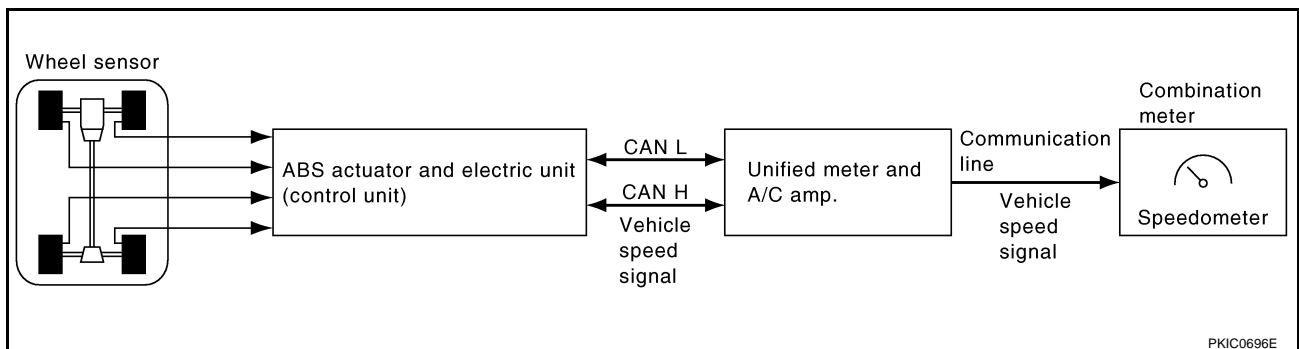 Wheel sensor
ABS actuator and electric unit
(control unit)
CAN L
CAN H
Vehicle
speed
signal
Unified meter and
A/C amp.
Communication
line
Vehicle
speed
signal
Combination
meter
Speedometer
PKIC0696E